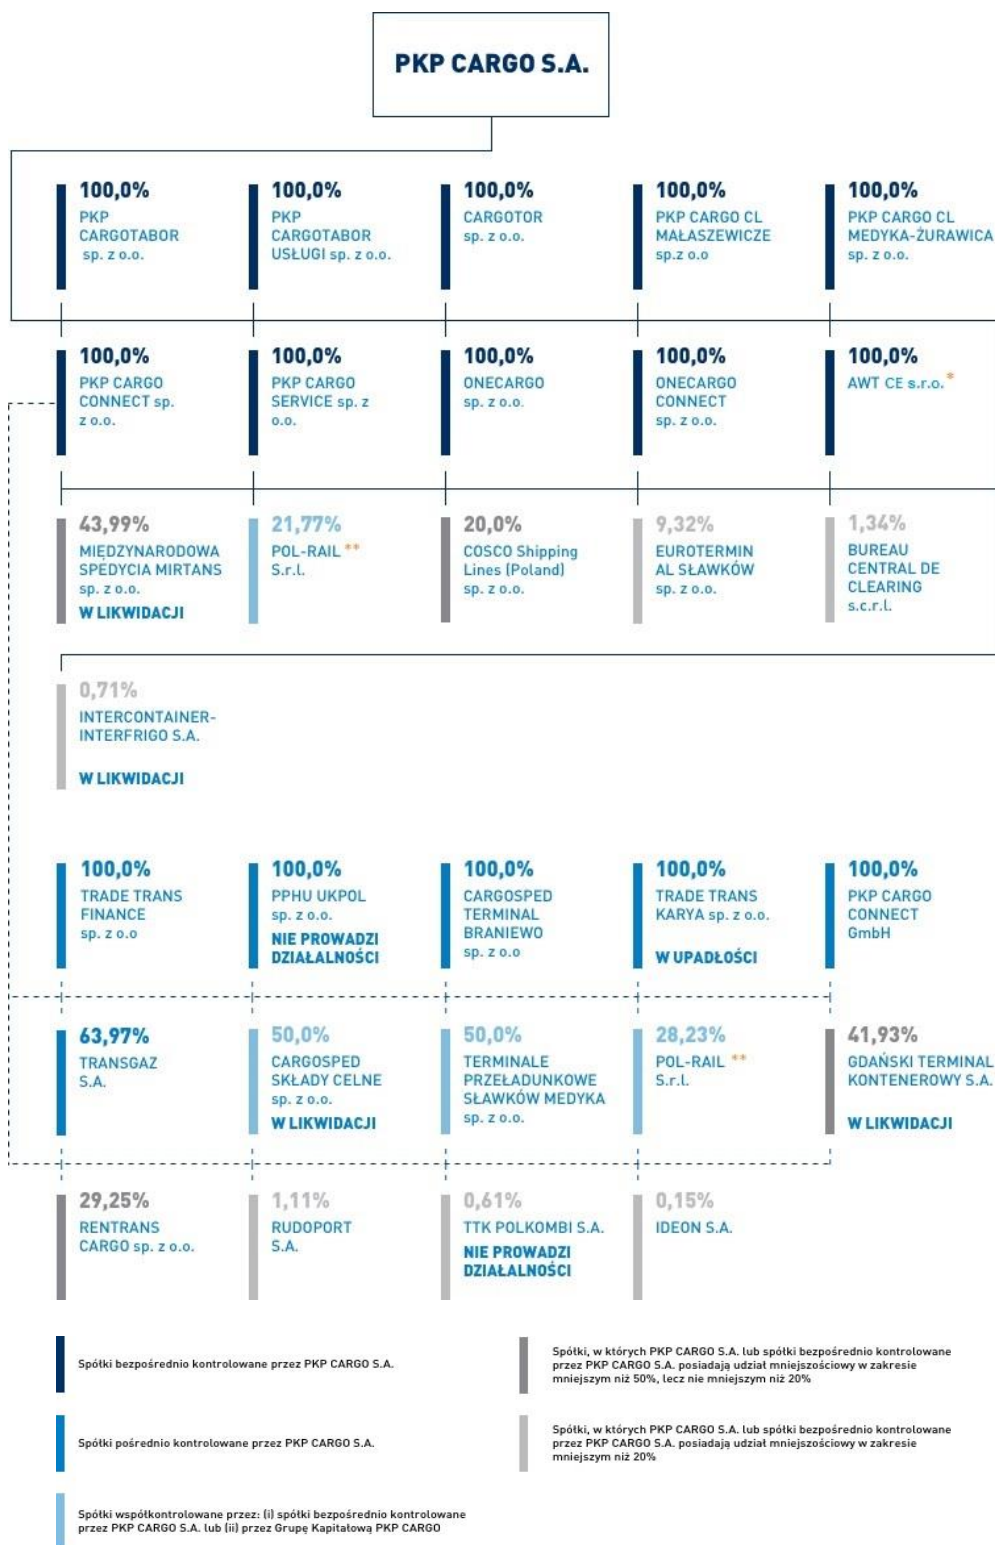 PKP CARGO S.A.
100,0%
PKP
CARGOTABOR
sp. z o.o.
100,0%
PKP
CARGOTABOR
USŁUGI sp. z o.o.
100,0%
CARGOTOR
sp. z o.o.
100,0%
PKP CARGO CL
MAŁASZEWICZE
sp.z o.o
100,0%
PKP CARGO CL
MEDYKA-ŻURAWICA
sp. z o.o.
100,0%
PKP CARGO
CONNECT sp.
z o.o.
100,0%
PKP CARGO
SERVICE sp. z
o.o.
100,0%
ONECARGO
sp. z o.o.
100,0%
ONECARGO
CONNECT
sp. z o.o.
100,0%
AWT CE s.r.o.*
43,99%
MIĘDZYNARODOWA
SPEDYCIA MIRTANS
sp. z o.o.
W LIKWIDACJI
21,77%
POL-RAIL **
S.r.l.
20,0%
COSCO Shipping
Lines (Poland)
sp. z o.o.
9,32%
EUROTERMIN
AL SŁAWKÓW
sp. z o.o.
1,34%
BUREAU
CENTRAL DE
CLEARING
s.c.r.l.
0,71%
INTERCONTAINER-
INTERFRIGO S.A.
W LIKWIDACJI
100,0%
TRADE TRANS
FINANCE
sp. z o.o
100,0%
PPHU UKPOL
sp. z o.o.
NIE PROWADZI
DZIAŁALNOŚCI
100,0%
CARGOSPED
TERMINAL
BRANIEWO
sp. z o.o
100,0%
TRADE TRANS
KARYA sp. z o.o.
W UPADŁOŚCI
100,0%
PKP CARGO
CONNECT
GmbH
63,97%
TRANSGAZ
S.A.
50,0%
CARGOSPED
SKŁADY CELNE
sp. z o.o.
W LIKWIDACJI
50,0%
TERMINALE
PRZEŁADUNKOWE
SŁAWKÓW MEDYKA
sp. z o.o.
28,23%
POL-RAIL **
S.r.l.
41,93%
GDAŃSKI TERMINAL
KONTENEROWY S.A.
W LIKWIDACJI
29,25%
RENTRANS
CARGO sp. z o.o.
1,11%
RUDOPORT
S.A.
0,61%
TTK POLKOMBI S.A.
NIE PROWADZI
DZIAŁALNOŚCI
0,15%
IDEON S.A.
Spółki bezpośrednio kontrolowane przez PKP CARGO S.A.
Spółki pośrednio kontrolowane przez PKP CARGO S.A.
Spółki współkontrolowane przez: (i) spółki bezpośrednio kontrolowane
przez PKP CARGO S.A. lub (ii) przez Grupę Kapitałową PKP CARGO
Spółki, w których PKP CARGO S.A. lub spółki bezpośrednio kontrolowane
przez PKP CARGO S.A. posiadają udział mniejszościowy w zakresie
mniejszym niż 50%, lecz nie mniejszym niż 20%
Spółki, w których PKP CARGO S.A. lub spółki bezpośrednio kontrolowane
przez PKP CARGO S.A. posiadają udział mniejszościowy w zakresie
mniejszym niż 20%